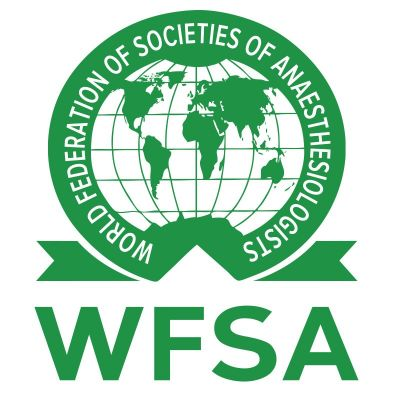 WORLD FEDERATION OF SOCIETIES OF ANAESTHESIOLOGISTS
WFSA